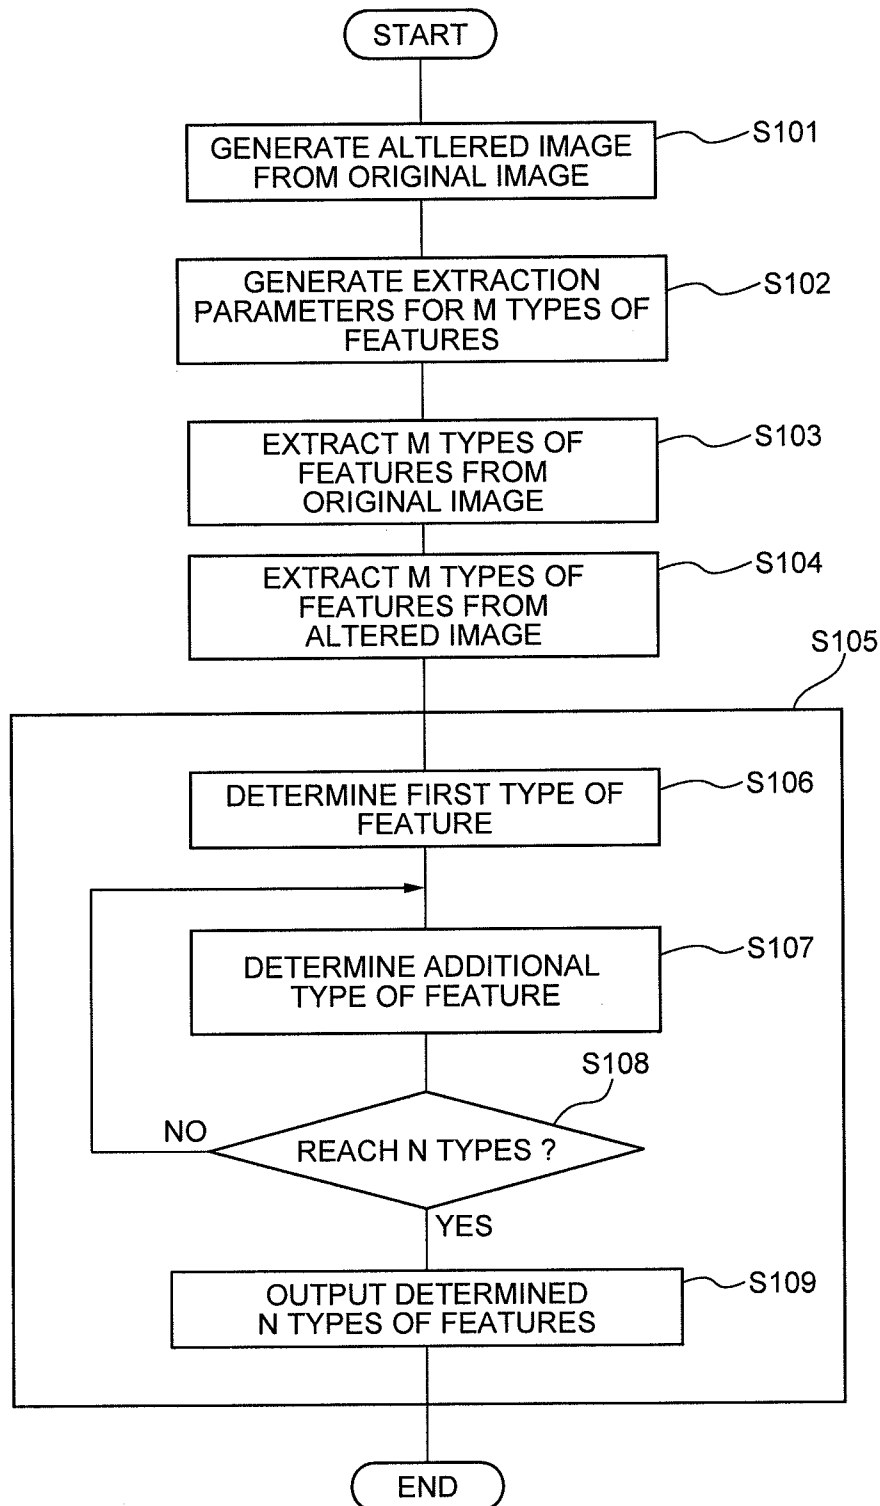 START
GENERATE ALTLERED IMAGE
FROM ORIGINAL IMAGE
S101
GENERATE EXTRACTION
PARAMETERS FOR M TYPES OF
FEATURES
S102
EXTRACT M TYPES OF
FEATURES FROM
ORIGINAL IMAGE
S103
EXTRACT M TYPES OF
FEATURES FROM
ALTERED IMAGE
S104
S105
DETERMINE FIRST TYPE OF
FEATURE
S106
DETERMINE ADDITIONAL
TYPE OF FEATURE
S107
S108
REACH N TYPES ?
NO
YES
OUTPUT DETERMINED
N TYPES OF FEATURES
S109
END